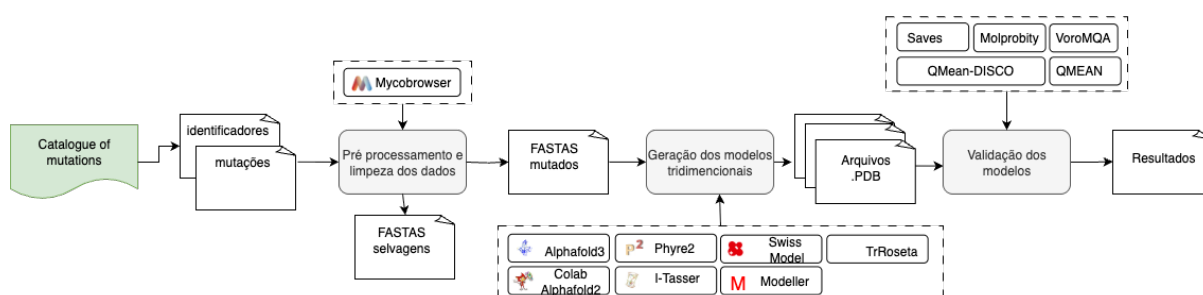 Catalogue of
mutations
identificadores
mutações
Mycobrowser
Pré processamento e
limpeza dos dados
FASTAS
selvagens
FASTAS
mutados
Geração dos modelos
tridimencionais
Alphafold3
Phyre2
Swiss
Model
TrRoseta
Colab
Alphafold2
I-Tasser
M
Modeller
Arquivos
.PDB
Saves
Molprobity
VoroMQA
QMean-DISCO
QMEAN
Validação dos
modelos
Resultados